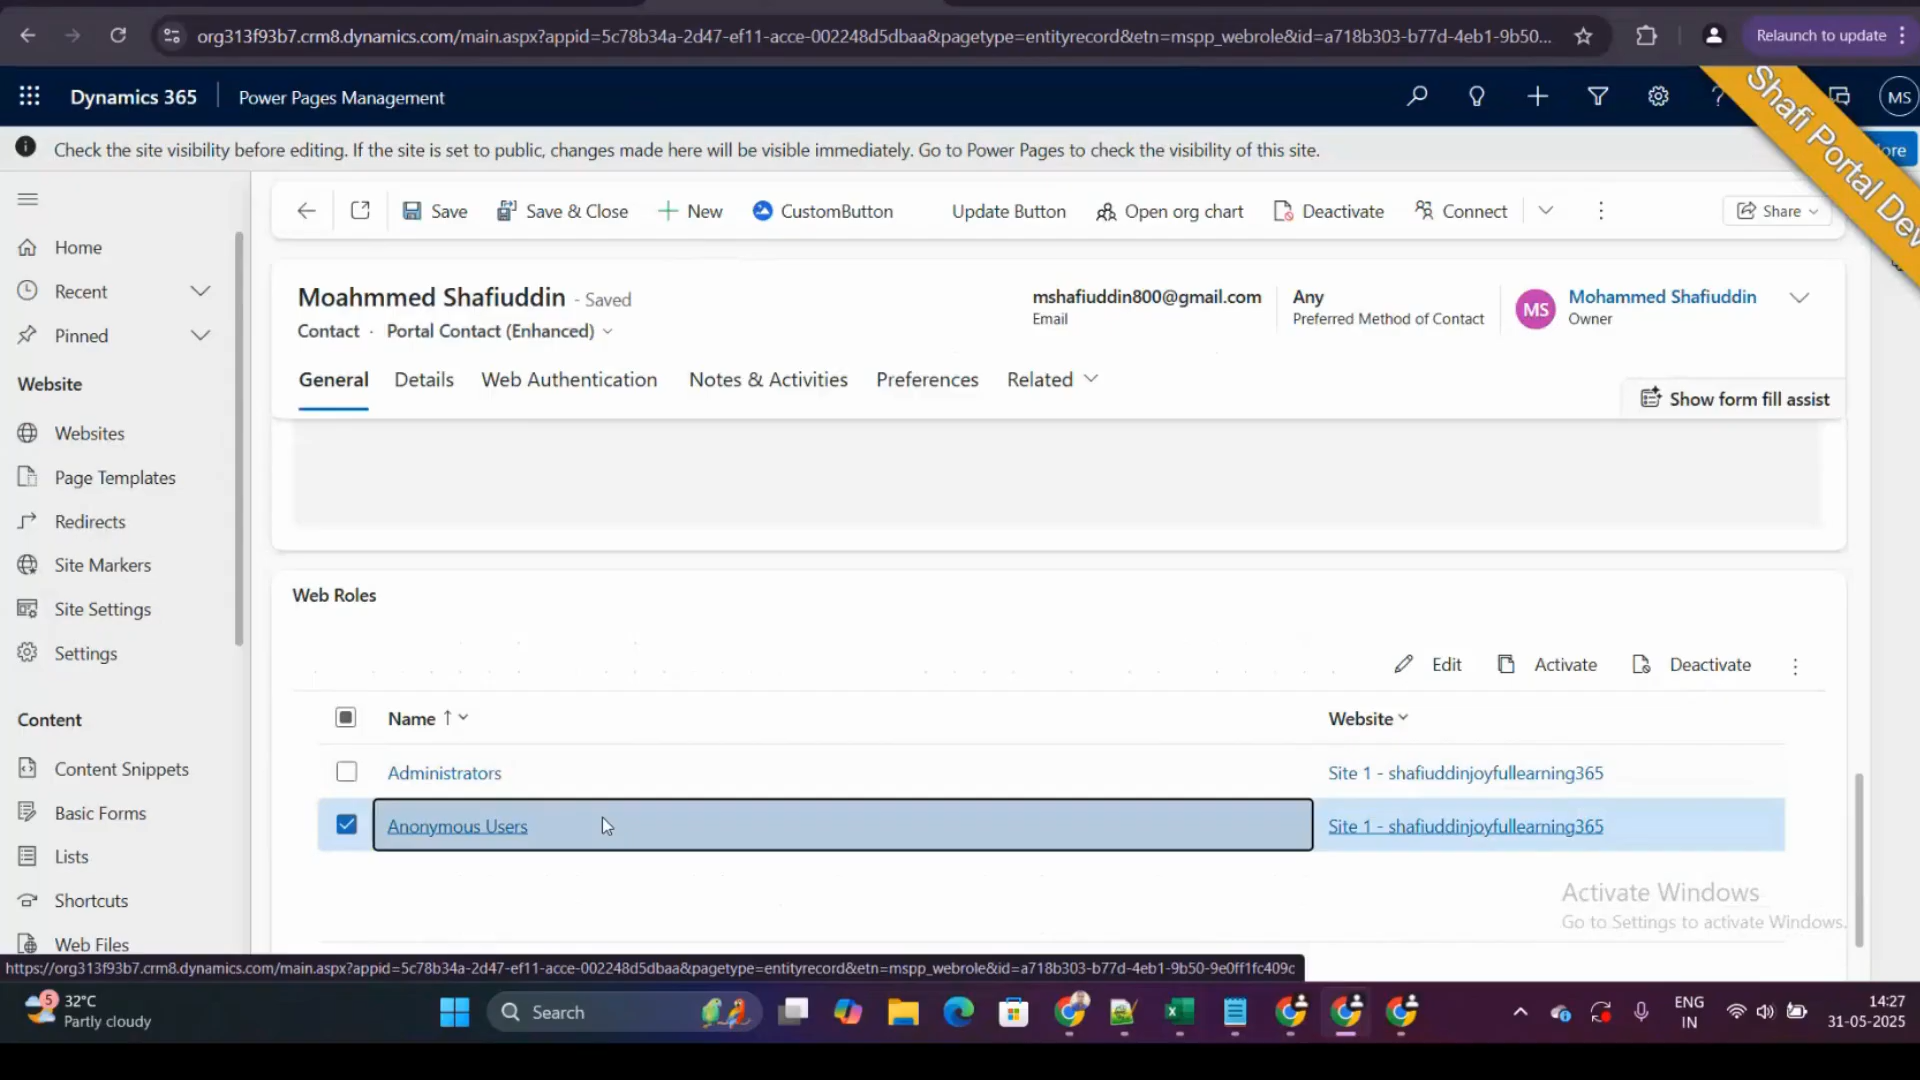 org313f93b7.crm8.dynamics.com/main.aspx?appid=5c78b34a-2d47-ef11-acce-002248d5dbaa&pagetype=entityrecord&etn=mspp_webrole&id=a718b303-b77d-4eb1-9b50...
Relaunch to update
Dynamics 365
Power Pages Management
?
MS
Shafi Portal Dev
Check the site visibility before editing. If the site is set to public, changes made here will be visible immediately. Go to Power Pages to check the visibility of this site.
Save
Save & Close
New
CustomButton
Update Button
Open org chart
Deactivate
Connect
Share
Home
Recent
Pinned
Website
Websites
Page Templates
Redirects
Site Markers
Site Settings
Settings
Content
Content Snippets
Basic Forms
Lists
Shortcuts
Web Files
Moahmmed Shafiuddin - Saved
Contact · Portal Contact (Enhanced)
mshafiuddin800@gmail.com
Email
Any
Preferred Method of Contact
MS
Mohammed Shafiuddin
Owner
General
Details
Web Authentication
Notes & Activities
Preferences
Related
Show form fill assist
Web Roles
Edit
Activate
Deactivate
Name ↑
Website
Administrators
Site 1 - shafiuddinjoyfullearning365
Anonymous Users
Site 1 - shafiuddinjoyfullearning365
Activate Windows
Go to Settings to activate Windows.
https://org313f93b7.crm8.dynamics.com/main.aspx?appid=5c78b34a-2d47-ef11-acce-002248d5dbaa&pagetype=entityrecord&etn=mspp_webrole&id=a718b303-b77d-4eb1-9b50-9e0ff1fc409c
5
32°C
Partly cloudy
Search
ENG
IN
14:27
31-05-2025